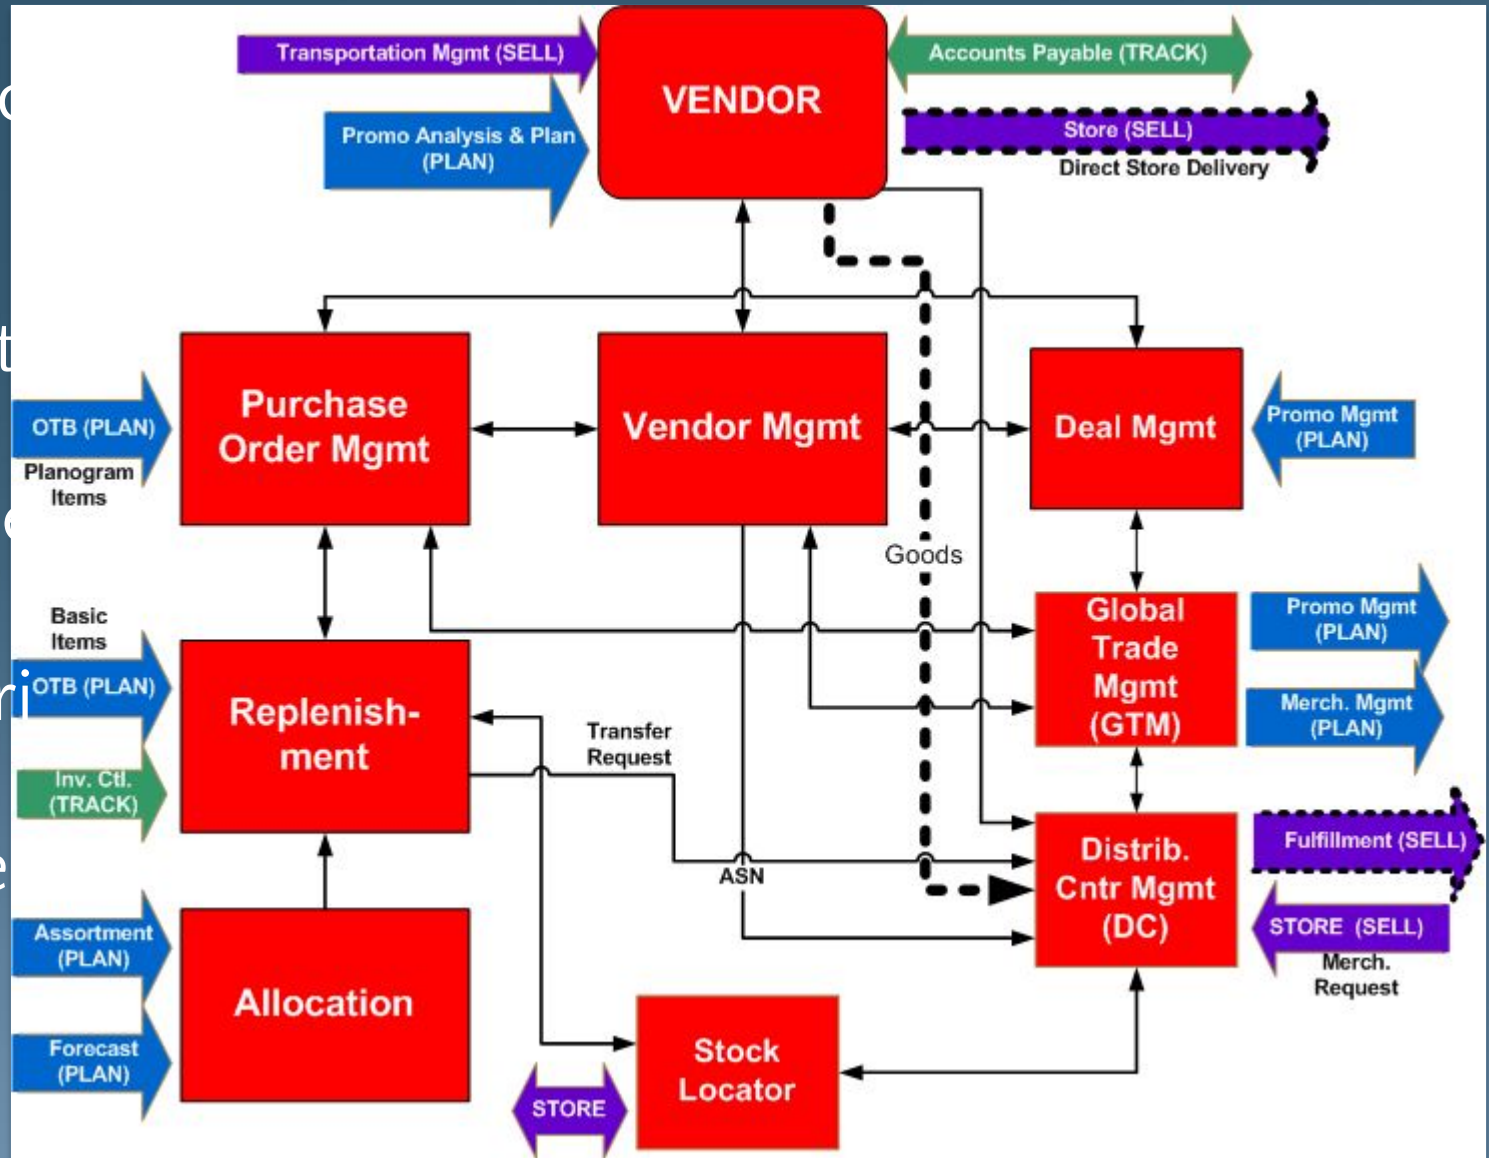 Transportation Mgmt (SELL)
VENDOR
Accounts Payable (TRACK)
Promo Analysis & Plan
(PLAN)
Store (SELL)
Direct Store Delivery
Purchase
Order Mgmt
Vendor Mgmt
Deal Mgmt
OTB (PLAN)
Planogram
Items
Promo Mgmt
(PLAN)
Goods
Basic
Items
OTB (PLAN)
Replenish-
ment
Transfer
Request
Global
Trade
Mgmt
(GTM)
Promo Mgmt
(PLAN)
Merch. Mgmt
(PLAN)
Inv. Ctl.
(TRACK)
ASN
Distrib.
Cntr Mgmt
(DC)
Fulfillment (SELL)
STORE (SELL)
Merch.
Request
Assortment
(PLAN)
Allocation
Forecast
(PLAN)
Stock
Locator
STORE